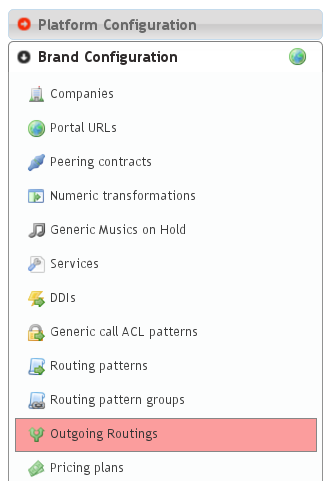 Platform Configuration
Brand Configuration
Companies
Portal URLs
Peering contracts
Numeric transformations
Generic Musics on Hold
Services
DDIs
Generic call ACL patterns
Routing patterns
Routing pattern groups
Outgoing Routings
Pricing plans